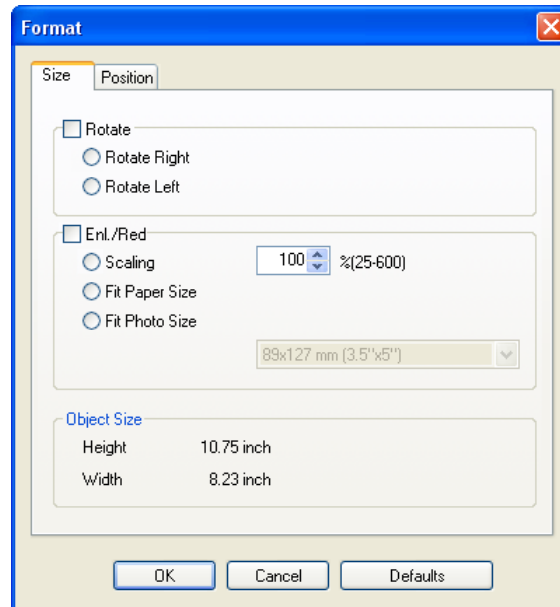 Format
Size Position
Rotate
Rotate Right
Rotate Left
Enl./Red
Scaling 100 %(25-600)
Fit Paper Size
Fit Photo Size
89x127 mm (3.5"x5")
Object Size
Height 10.75 inch
Width 8.23 inch
OK Cancel Defaults